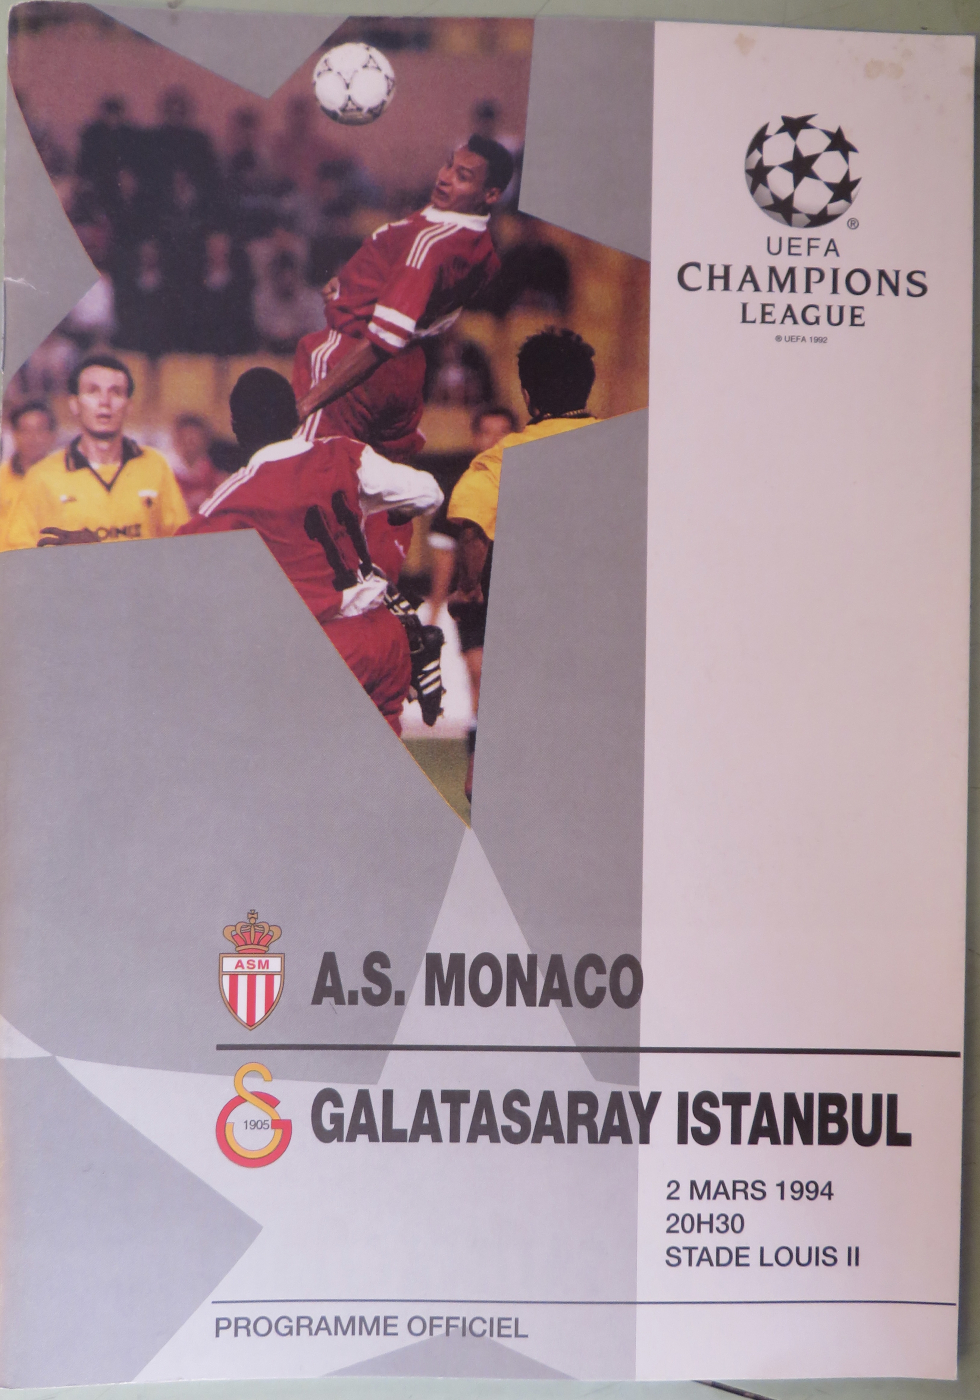 ®
UEFA
CHAMPIONS
LEAGUE
® UEFA 1992
ASM
A.S. MONACO
1905
GALATASARAY ISTANBUL
2 MARS 1994
20H30
STADE LOUIS II
PROGRAMME OFFICIEL